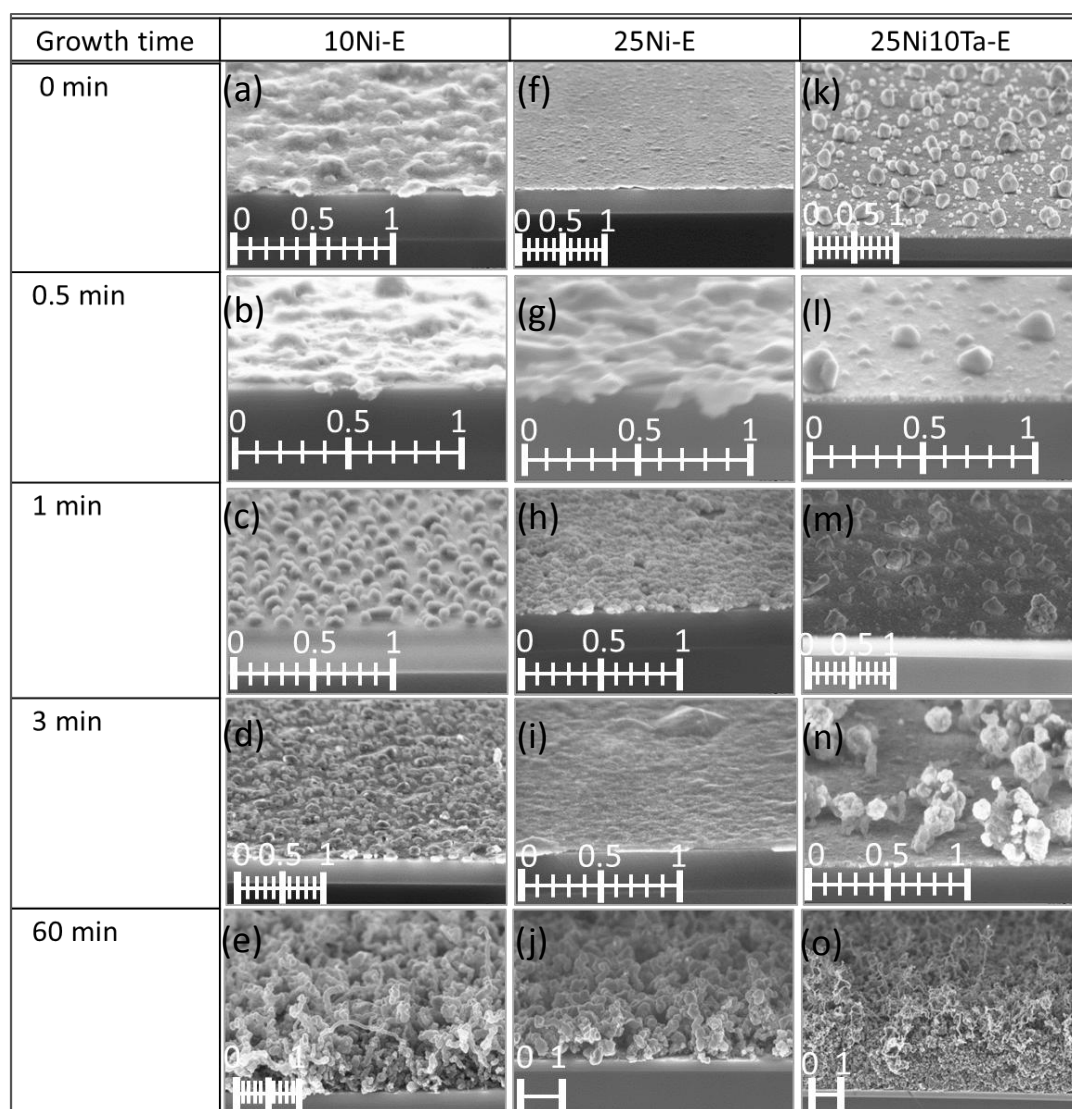 Growth time 10Ni-E 25Ni-E 25Ni10Ta-E
0 min (a) (f) (k)
0 0.5 1 0 0.5 1 0 0.5 1
0.5 min (b) (g) (l)
0 0.5 1 0 0.5 1 0 0.5 1
1 min (c) (h) (m)
0 0.5 1 0 0.5 1 0 0.5 1
3 min (d) (i) (n)
0 0.5 1 0 0.5 1 0 0.5 1
60 min (e) (j) (o)
0 1 0 1 0 1